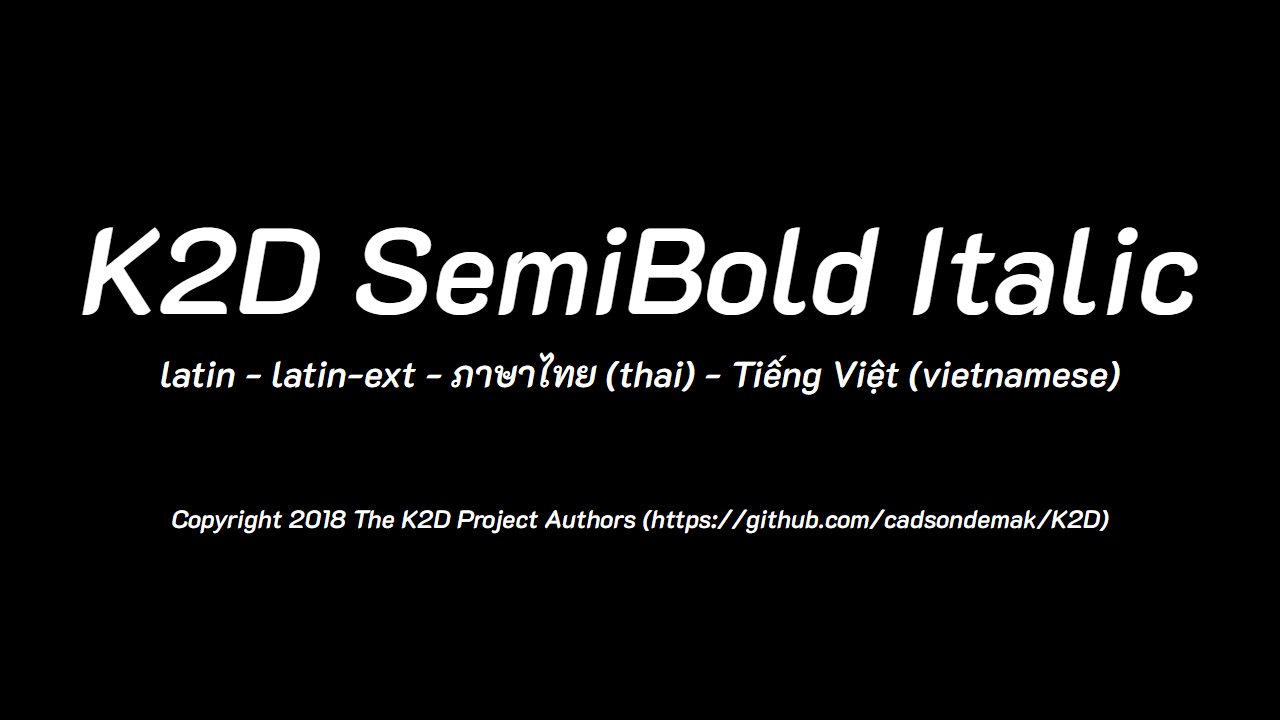 K2D SemiBold Italic
latin - latin-ext - ภาษาไทย (thai) - Tiếng Việt (vietnamese)
Copyright 2018 The K2D Project Authors (https://github.com/cadsondemak/K2D)